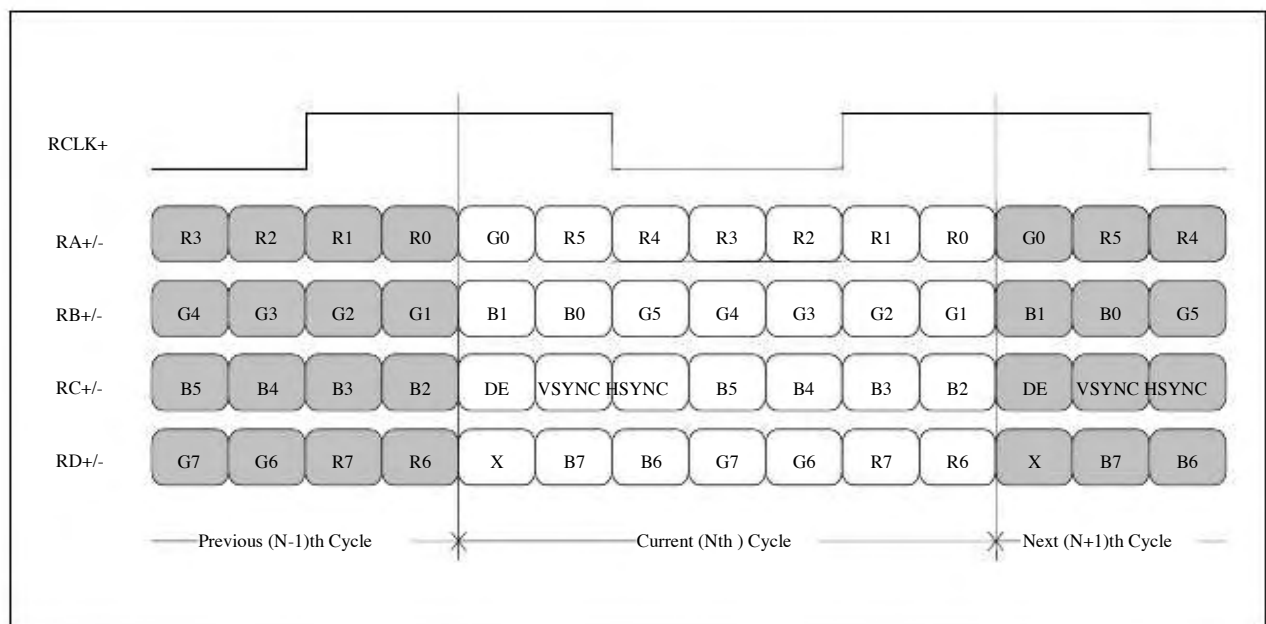 RCLK+
RA+/- R3 R2 R1 R0 G0 R5 R4 R3 R2 R1 R0 G0 R5 R4
RB+/- G4 G3 G2 G1 B1 B0 G5 G4 G3 G2 G1 B1 B0 G5
RC+/- B5 B4 B3 B2 DE VSYNC HSYNC B5 B4 B3 B2 DE VSYNC HSYNC
RD+/- G7 G6 R7 R6 X B7 B6 G7 G6 R7 R6 X B7 B6
Previous (N-1)th Cycle Current (Nth ) Cycle Next (N+1)th Cycle